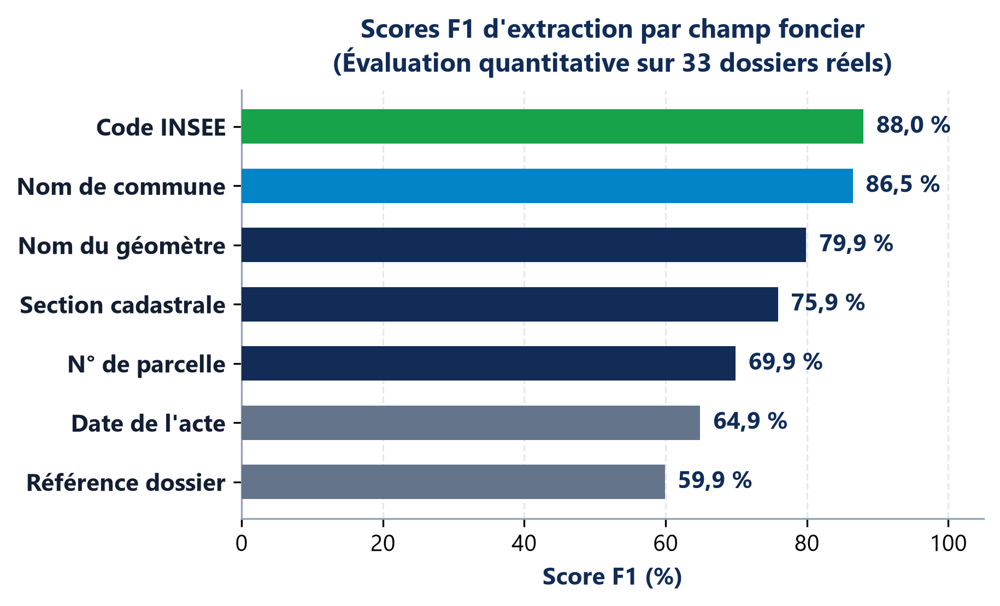 Scores F1 d'extraction par champ foncier
(Évaluation quantitative sur 33 dossiers réels)
Code INSEE 88,0 %
Nom de commune 86,5 %
Nom du géomètre 79,9 %
Section cadastrale 75,9 %
N° de parcelle 69,9 %
Date de l'acte 64,9 %
Référence dossier 59,9 %
0 20 40 60 80 100
Score F1 (%)